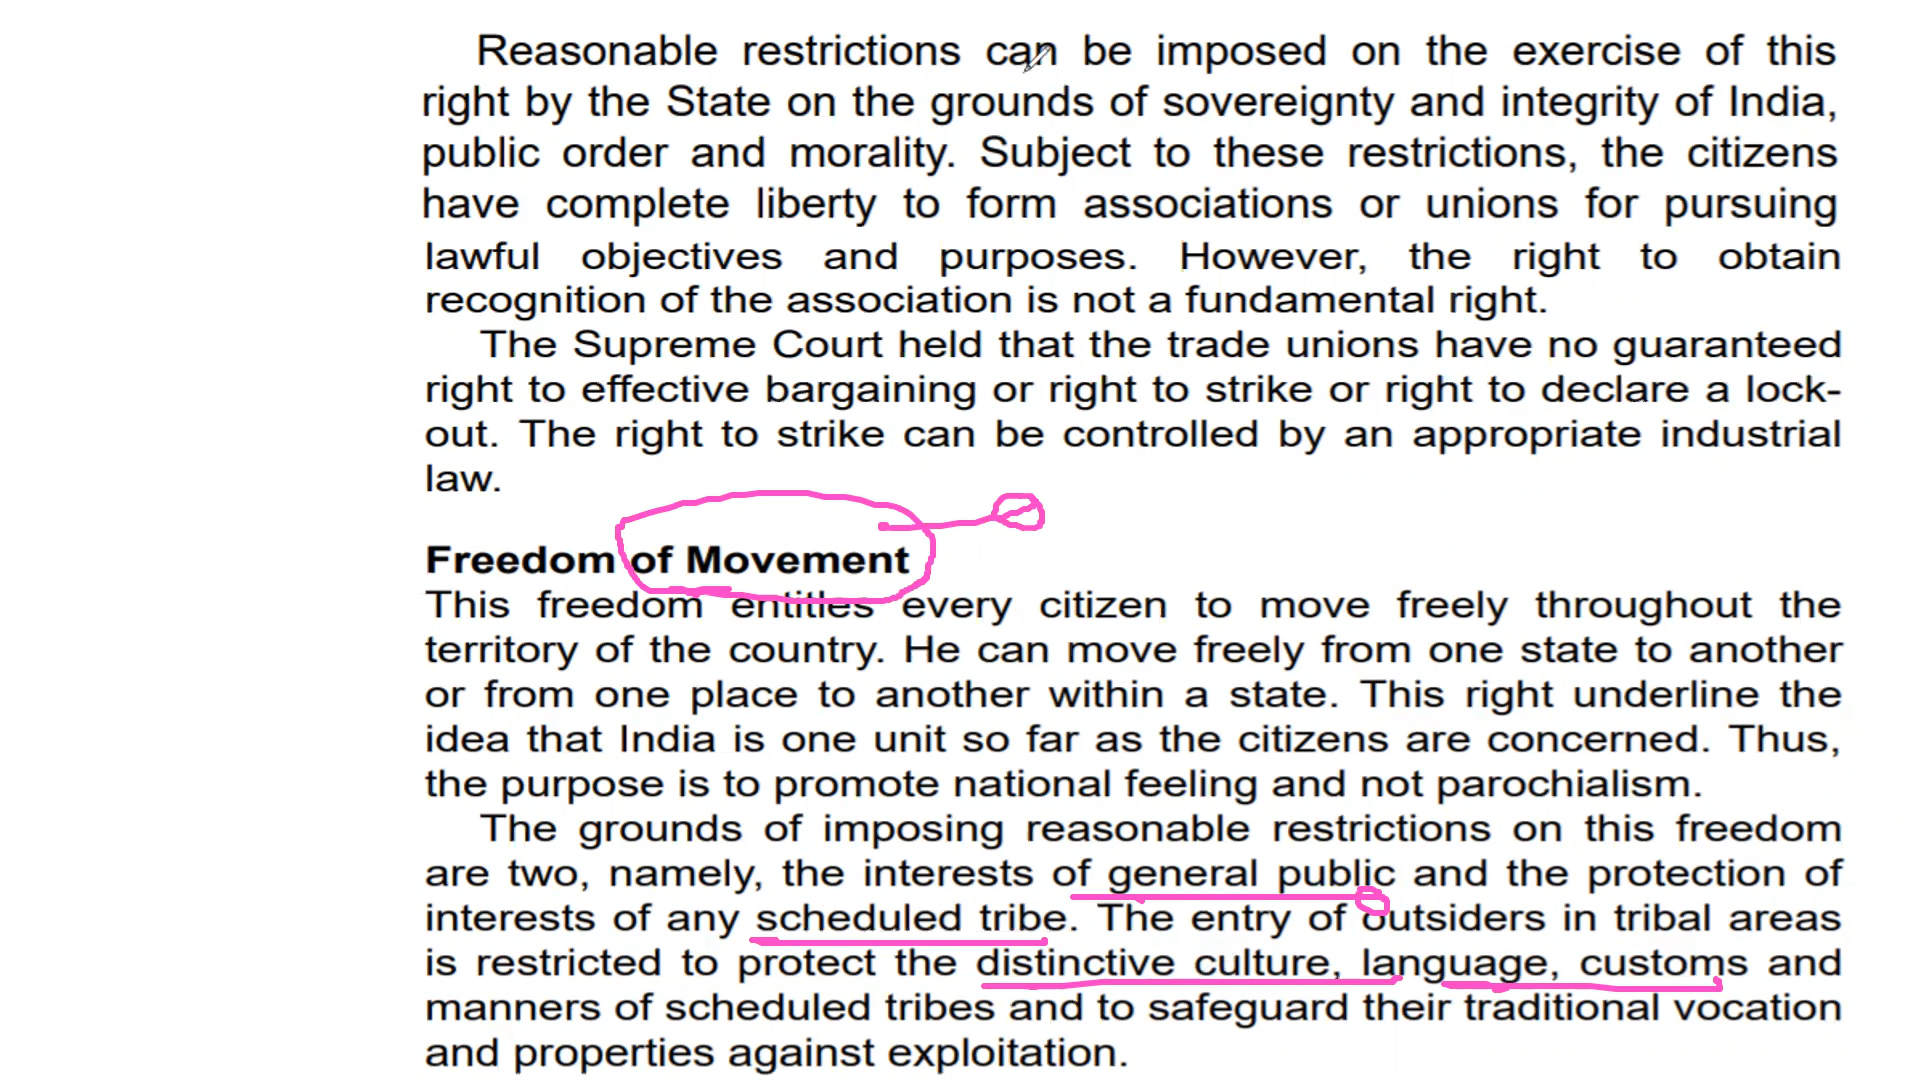 Reasonable restrictions can be imposed on the exercise of this
right by the State on the grounds of sovereignty and integrity of India,
public order and morality. Subject to these restrictions, the citizens
have complete liberty to form associations or unions for pursuing
lawful objectives and purposes. However, the right to obtain
recognition of the association is not a fundamental right.
The Supreme Court held that the trade unions have no guaranteed
right to effective bargaining or right to strike or right to declare a lock-
out. The right to strike can be controlled by an appropriate industrial
law.
Freedom of Movement
This freedom entitles every citizen to move freely throughout the
territory of the country. He can move freely from one state to another
or from one place to another within a state. This right underline the
idea that India is one unit so far as the citizens are concerned. Thus,
the purpose is to promote national feeling and not parochialism.
The grounds of imposing reasonable restrictions on this freedom
are two, namely, the interests of general public and the protection of
interests of any scheduled tribe. The entry of outsiders in tribal areas
is restricted to protect the distinctive culture, language, customs and
manners of scheduled tribes and to safeguard their traditional vocation
and properties against exploitation.